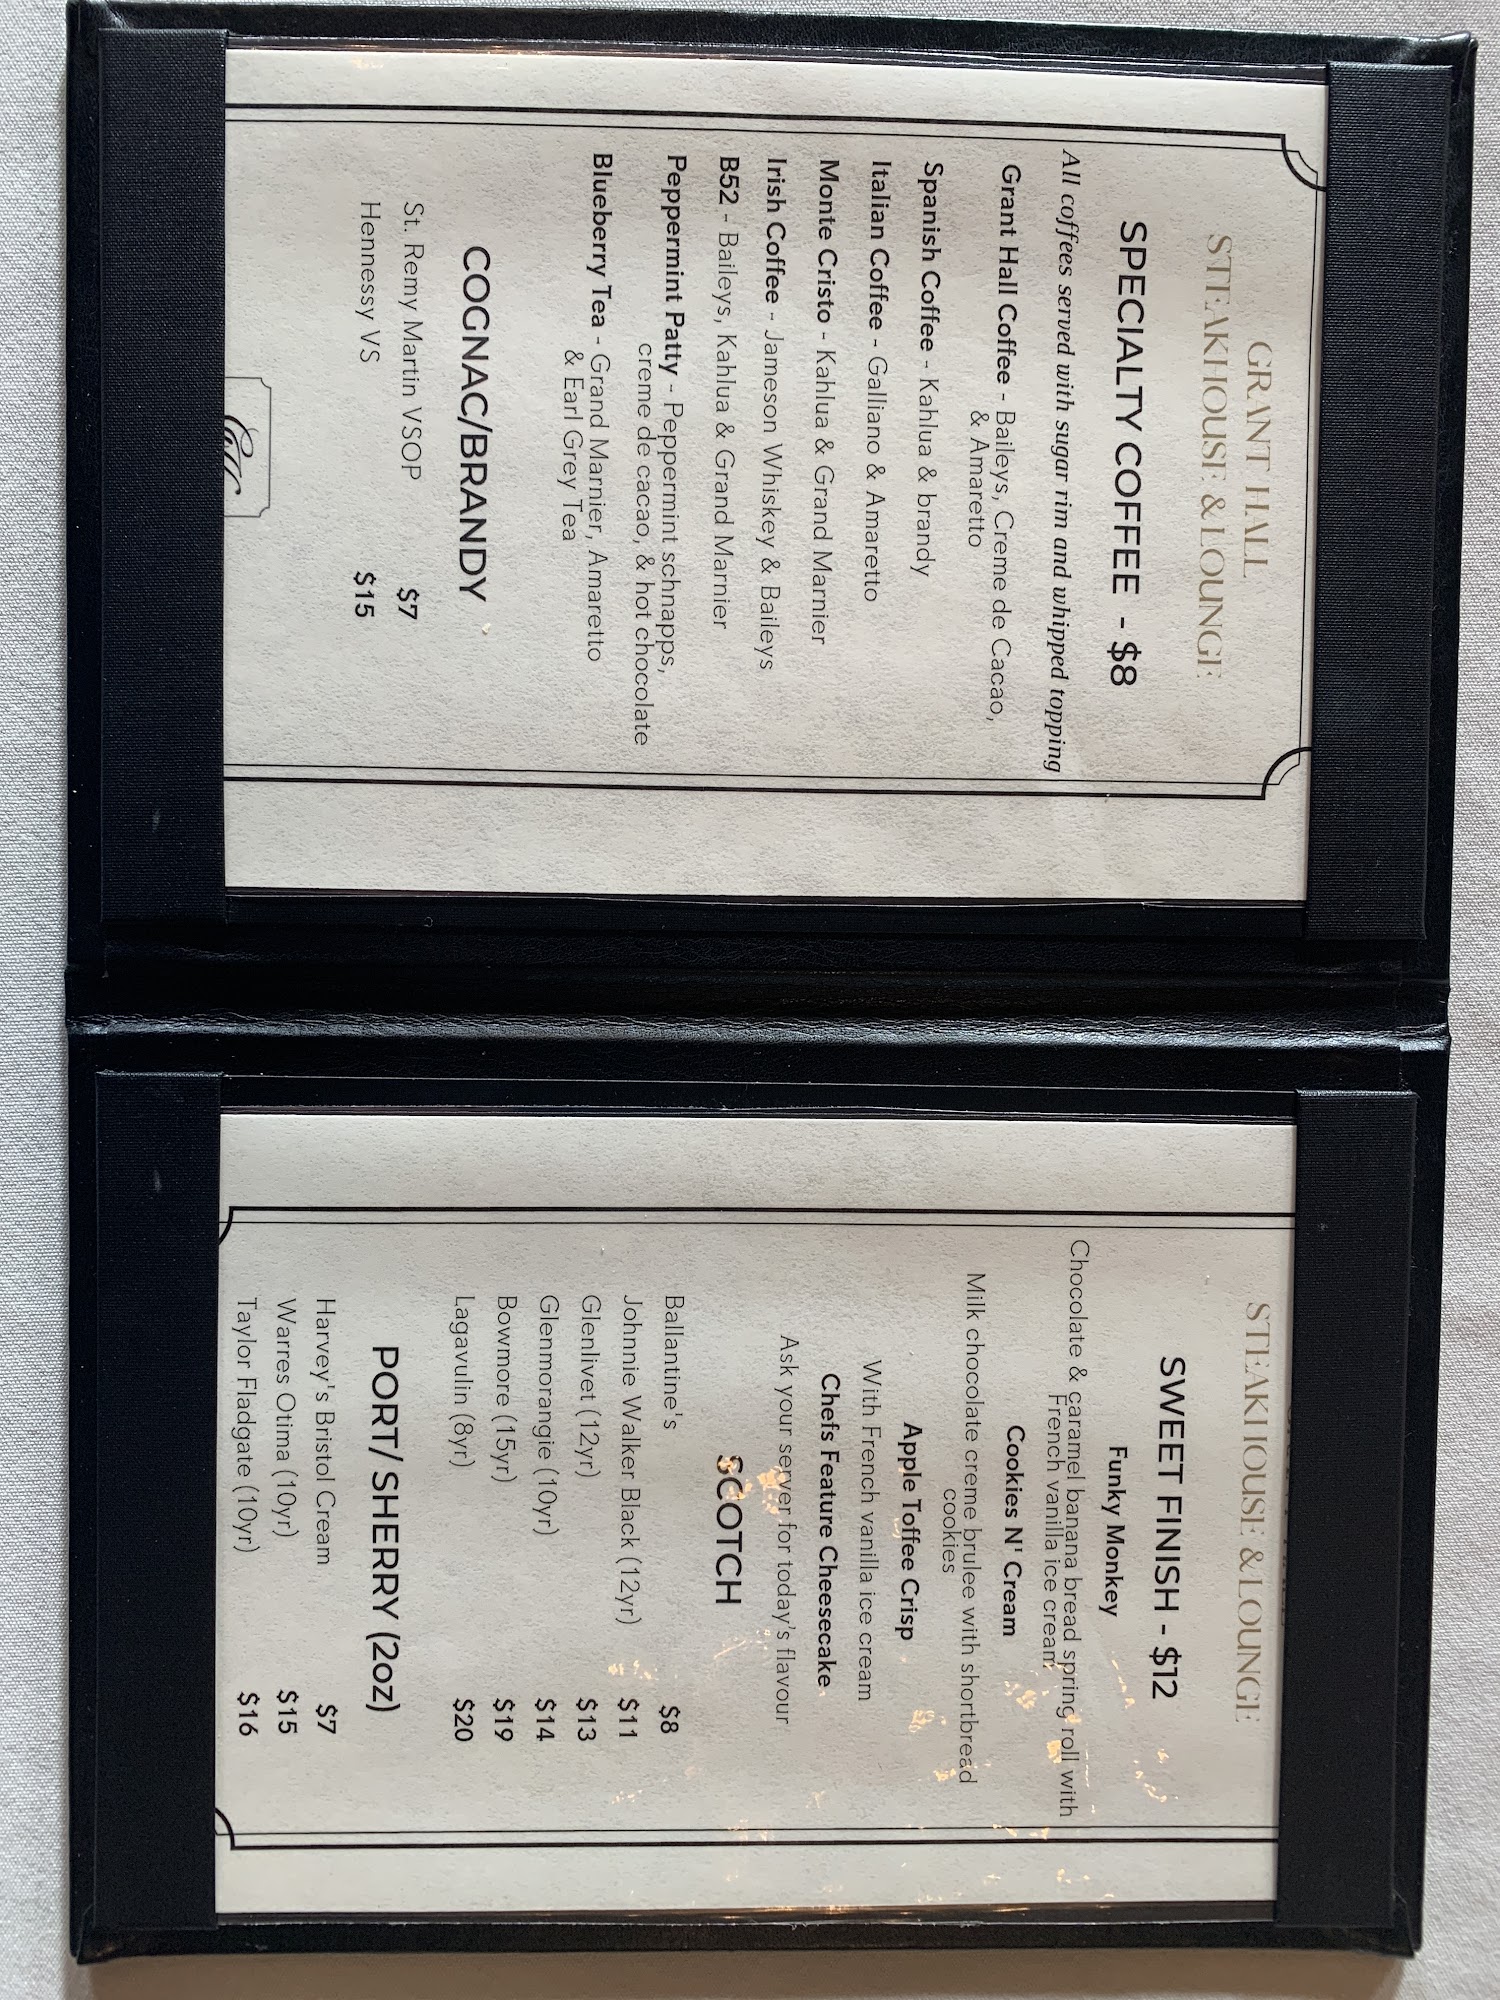 GRANT HALL
STEAKHOUSE & LOUNGE
SPECIALTY COFFEE - $8
All coffees served with sugar rim and whipped topping
Grant Hall Coffee - Baileys, Creme de Cacao,
& Amaretto
Spanish Coffee - Kahlua & brandy
Italian Coffee - Galliano & Amaretto
Monte Cristo - Kahlua & Grand Marnier
Irish Coffee - Jameson Whiskey & Baileys
B52 - Baileys, Kahlua & Grand Marnier
Peppermint Patty - Peppermint schnapps,
creme de cacao, & hot chocolate
Blueberry Tea - Grand Marnier, Amaretto
& Earl Grey Tea
COGNAC/BRANDY
St. Remy Martin VSOP $7
Hennessy VS $15
STEAKHOUSE & LOUNGE
SWEET FINISH - $12
Funky Monkey
Chocolate & caramel banana bread spring roll with
French vanilla ice cream
Cookies N' Cream
Milk chocolate creme brulee with shortbread
cookies
Apple Toffee Crisp
With French vanilla ice cream
Chefs Feature Cheesecake
Ask your server for today's flavour
SCOTCH
Ballantine's $8
Johnnie Walker Black (12yr) $11
Glenlivet (12yr) $13
Glenmorangie (10yr) $14
Bowmore (15yr) $19
Lagavulin (8yr) $20
PORT/ SHERRY (2oz)
Harvey's Bristol Cream $7
Warres Otima (10yr) $15
Taylor Fladgate (10yr) $16